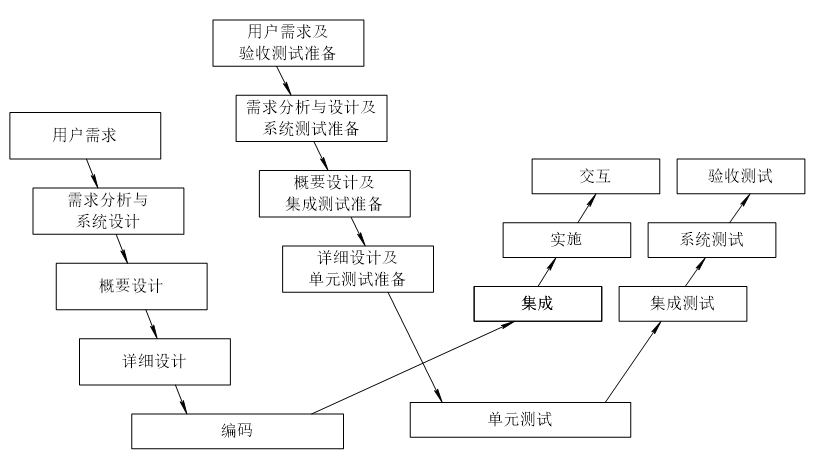 用户需求
需求分析与
系统设计
概要设计
详细设计
编码
用户需求及
验收测试准备
需求分析与设计及
系统测试准备
概要设计及
集成测试准备
详细设计及
单元测试准备
交互
实施
集成
验收测试
系统测试
集成测试
单元测试